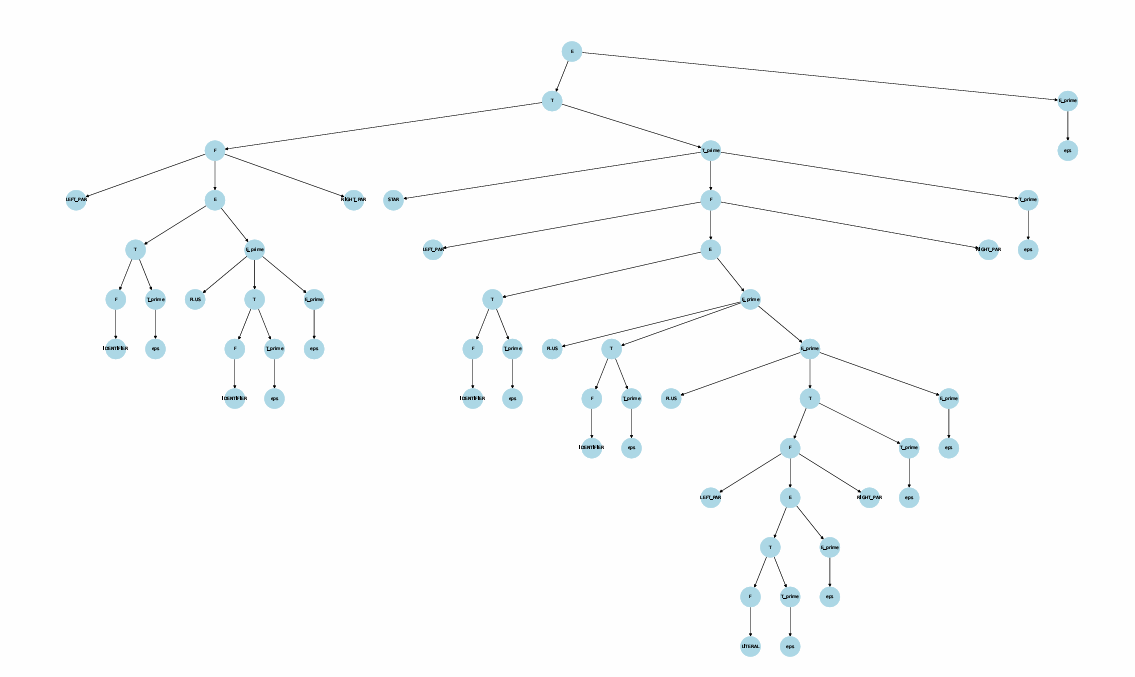 E
T E_prime
F T_prime eps
LEFT_PAR E RIGHT_PAR STAR F T_prime
T E_prime LEFT_PAR E RIGHT_PAR eps
F T_prime PLUS T E_prime T E_prime
IDENTIFIER eps F T_prime eps F T_prime PLUS T E_prime
IDENTIFIER eps IDENTIFIER eps F T_prime PLUS T E_prime
IDENTIFIER eps F T_prime eps
LEFT_PAR E RIGHT_PAR eps
T E_prime
F T_prime eps
LITERAL eps